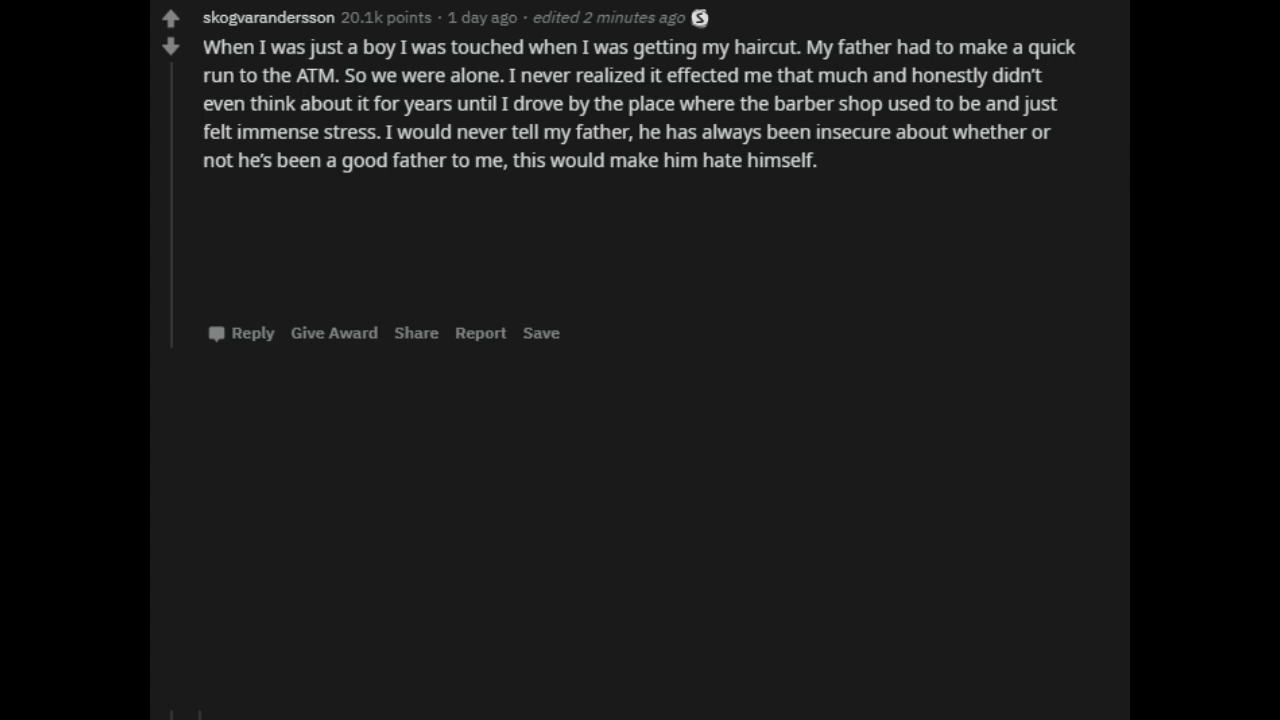 skogvarandersson 20.1k points · 1 day ago · edited 2 minutes ago S
When I was just a boy I was touched when I was getting my haircut. My father had to make a quick
run to the ATM. So we were alone. I never realized it effected me that much and honestly didn't
even think about it for years until I drove by the place where the barber shop used to be and just
felt immense stress. I would never tell my father, he has always been insecure about whether or
not he's been a good father to me, this would make him hate himself.
Reply Give Award Share Report Save